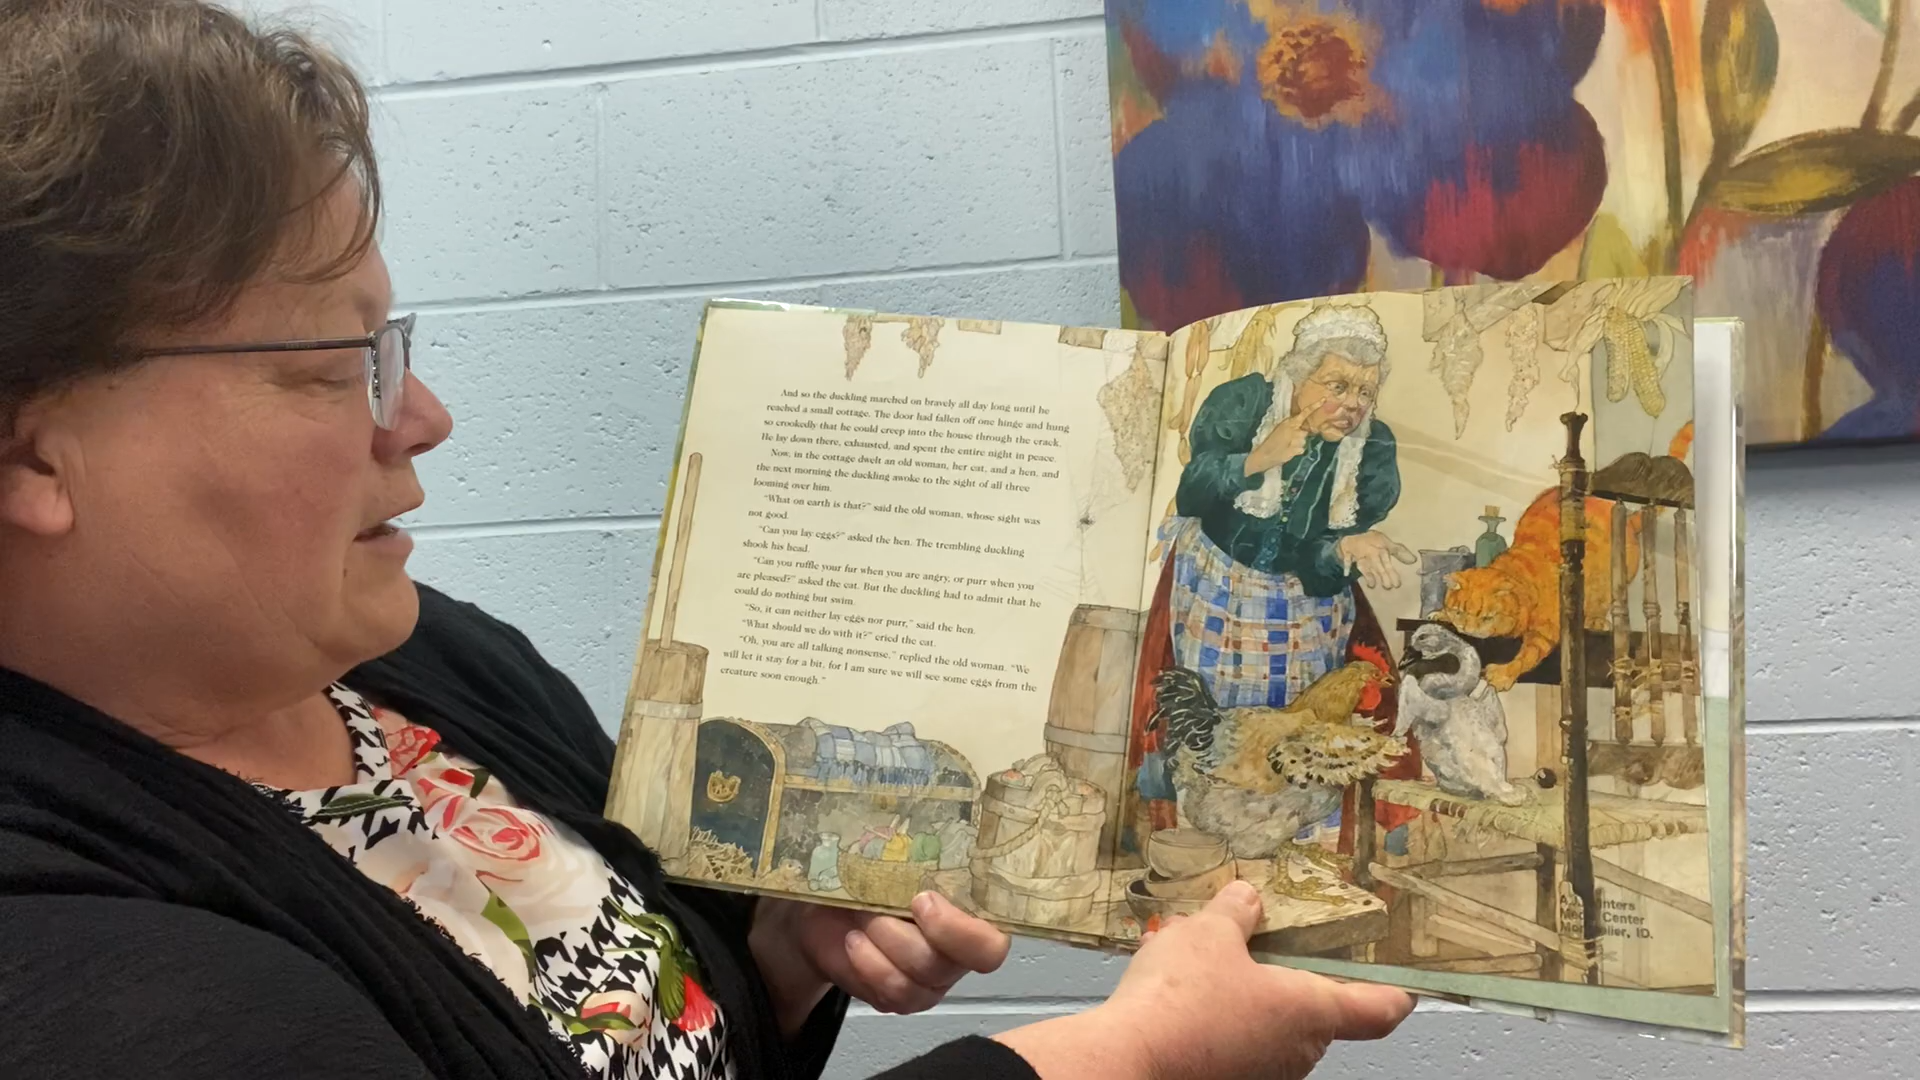 And so the duckling marched on bravely all day long until he
reached a small cottage. The door had fallen off one hinge and hung
so crookedly that he could creep into the house through the crack.
He lay down there, exhausted, and spent the entire night in peace.
Now, in the cottage dwelt an old woman, her cat, and a hen, and
the next morning the duckling awoke to the sight of all three
looming over him.
"What on earth is that?" said the old woman, whose sight was
not good.
"Can you lay eggs?" asked the hen. The trembling duckling
shook his head.
"Can you ruffle your fur when you are angry, or purr when you
are pleased?" asked the cat. But the duckling had to admit that he
could do nothing but swim.
"So, it can neither lay eggs nor purr," said the hen.
"What should we do with it?" cried the cat.
"Oh, you are all talking nonsense," replied the old woman. "We
will let it stay for a bit, for I am sure we will see some eggs from the
creature soon enough."
Center
ID.